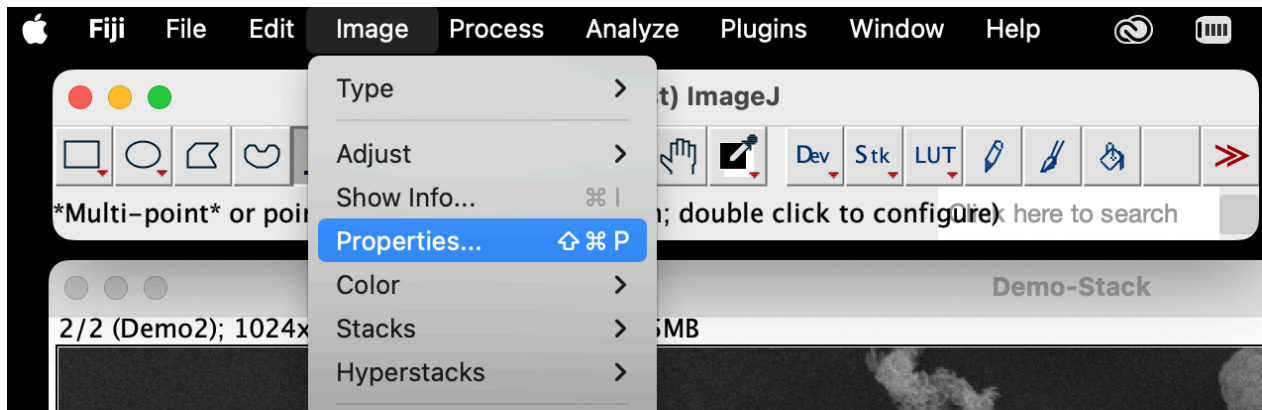 Fiji File Edit Image Process Analyze Plugins Window Help
Type
t) ImageJ
Adjust
Dev Stk LUT
Show Info... ⌘ I
*Multi-point* or poi ; double click to configure) here to search
Properties... ⇧ ⌘ P
Color
Demo-Stack
2/2 (Demo2); 1024x MB
Stacks
Hyperstacks